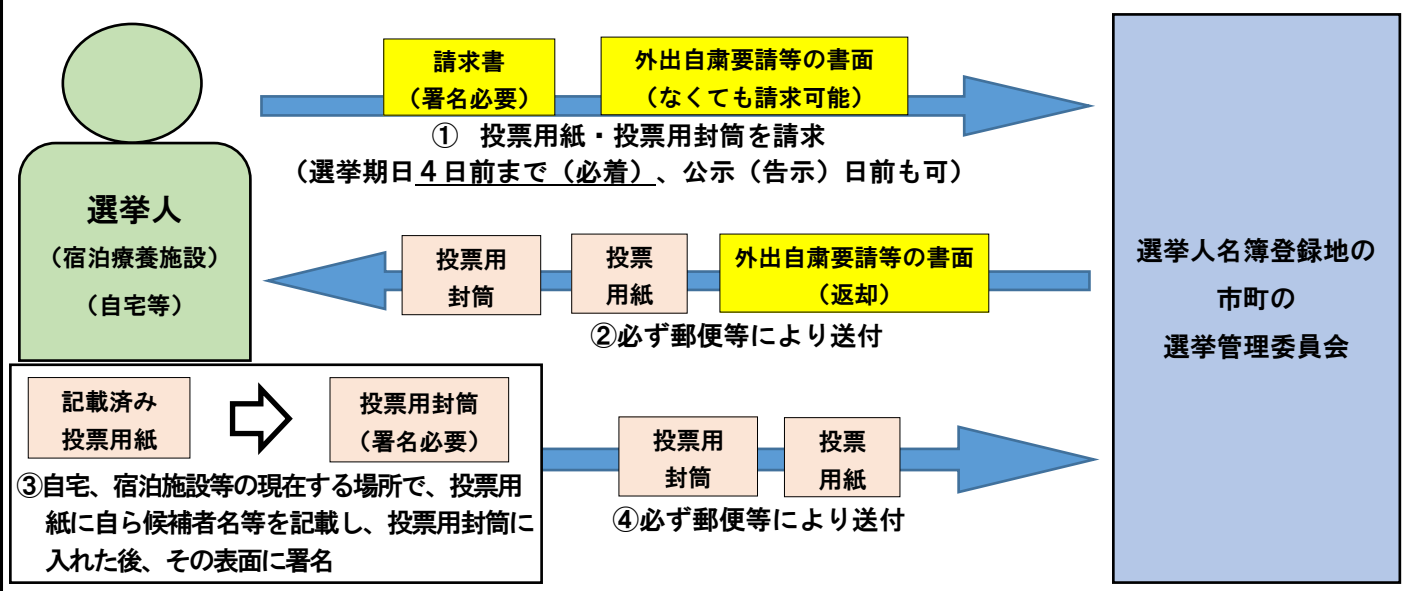 請求書
(署名必要)
外出自粛要請等の書面
(なくても請求可能)
① 投票用紙・投票用封筒を請求
(選挙期日４日前まで(必着)、公示(告示)日前も可)
選挙人
(宿泊療養施設)
(自宅等)
投票用
封筒
投票
用紙
外出自粛要請等の書面
(返却)
②必ず郵便等により送付
選挙人名簿登録地の
市町の
選挙管理委員会
記載済み
投票用紙
投票用封筒
(署名必要)
③自宅、宿泊施設等の現在する場所で、投票用
紙に自ら候補者名等を記載し、投票用封筒に
入れた後、その表面に署名
投票用
封筒
投票
用紙
④必ず郵便等により送付